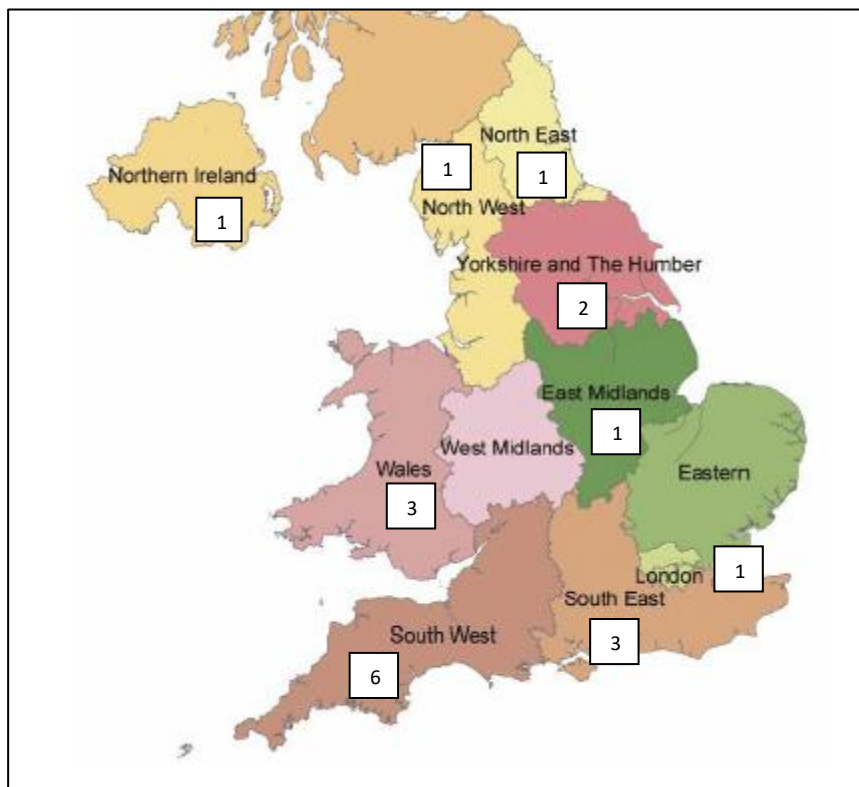 North East
1
1
Northern Ireland
1
North West
Yorkshire and The Humber
2
East Midlands
1
West Midlands
Wales
3
Eastern
London
1
South East
South West
3
6